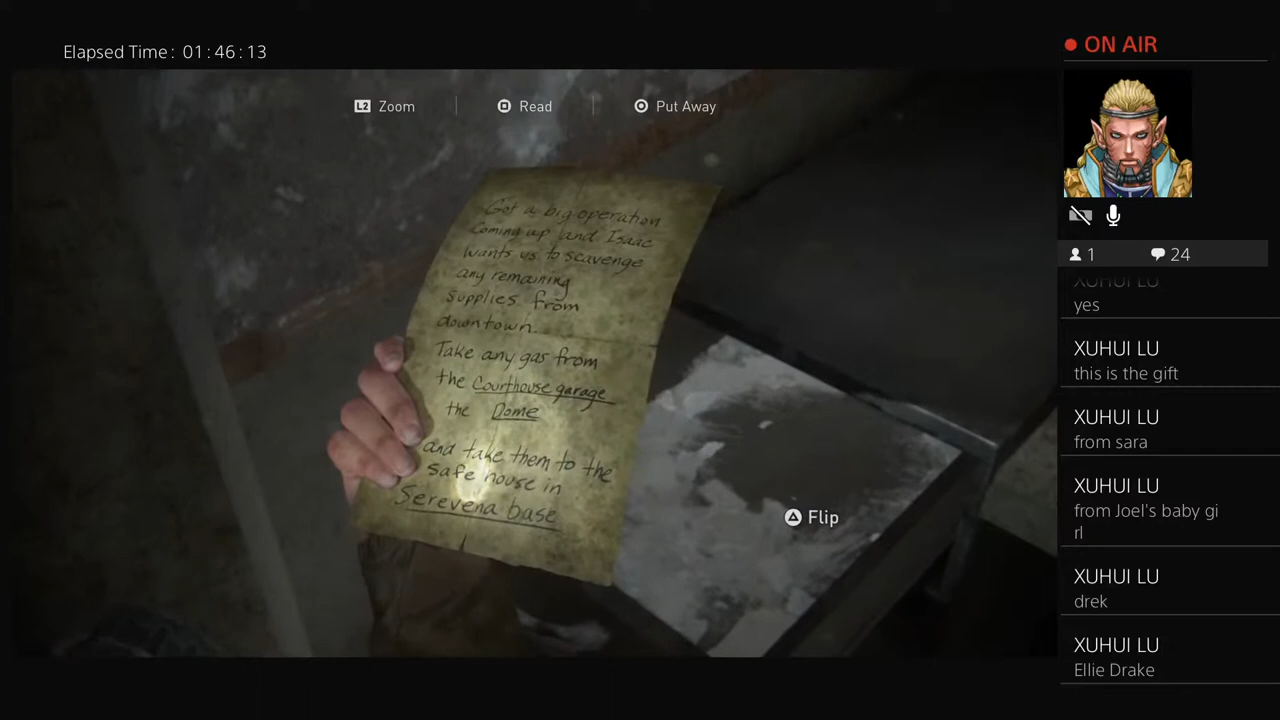 Elapsed Time: 01:46:13
ON AIR
L2 Zoom
Read
Put Away
Got a big operation
Coming up and Isaac
wants us to scavenge
any remaining
supplies from
downtown.
Take any gas from
the Courthouse garage
the Dome
and take them to the
safe house in
Serevena base
Flip
1
24
XUHUI LU
yes
XUHUI LU
this is the gift
XUHUI LU
from sara
XUHUI LU
from Joel's baby gi
rl
XUHUI LU
drek
XUHUI LU
Ellie Drake